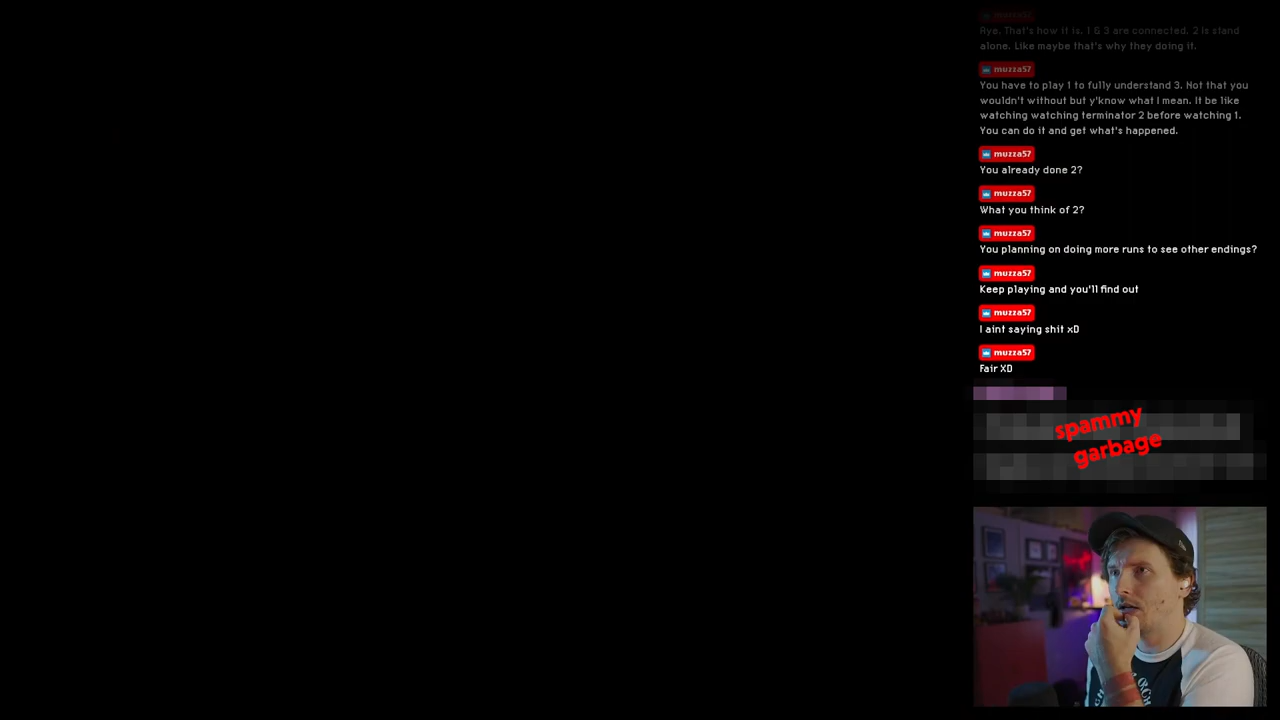 muzza57
Aye. That's how it is. 1 & 3 are connected. 2 is stand
alone. Like maybe that's why they doing it.
muzza57
You have to play 1 to fully understand 3. Not that you
wouldn't without but y'know what I mean. It be like
watching watching terminator 2 before watching 1.
You can do it and get what's happened.
muzza57
You already done 2?
muzza57
What you think of 2?
muzza57
You planning on doing more runs to see other endings?
muzza57
Keep playing and you'll find out
muzza57
I aint saying shit xD
muzza57
Fair XD
spammy
garbage